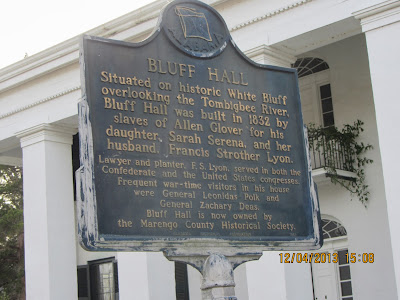 BLUFF HALL
Situated on historic White Bluff
overlooking the Tombigbee River,
Bluff Hall was built in 1832 by
slaves of Allen Glover for his
daughter, Sarah Serena, and her
husband, Francis Strother Lyon.
Lawyer and planter, F.S. Lyon, served in both the
Confederate and the United States congresses.
Frequent war-time visitors in his house
were General Leonidas Polk and
General Zachary Deas.
Bluff Hall is now owned by
the Marengo County Historical Society.
12/04/2013 15:09